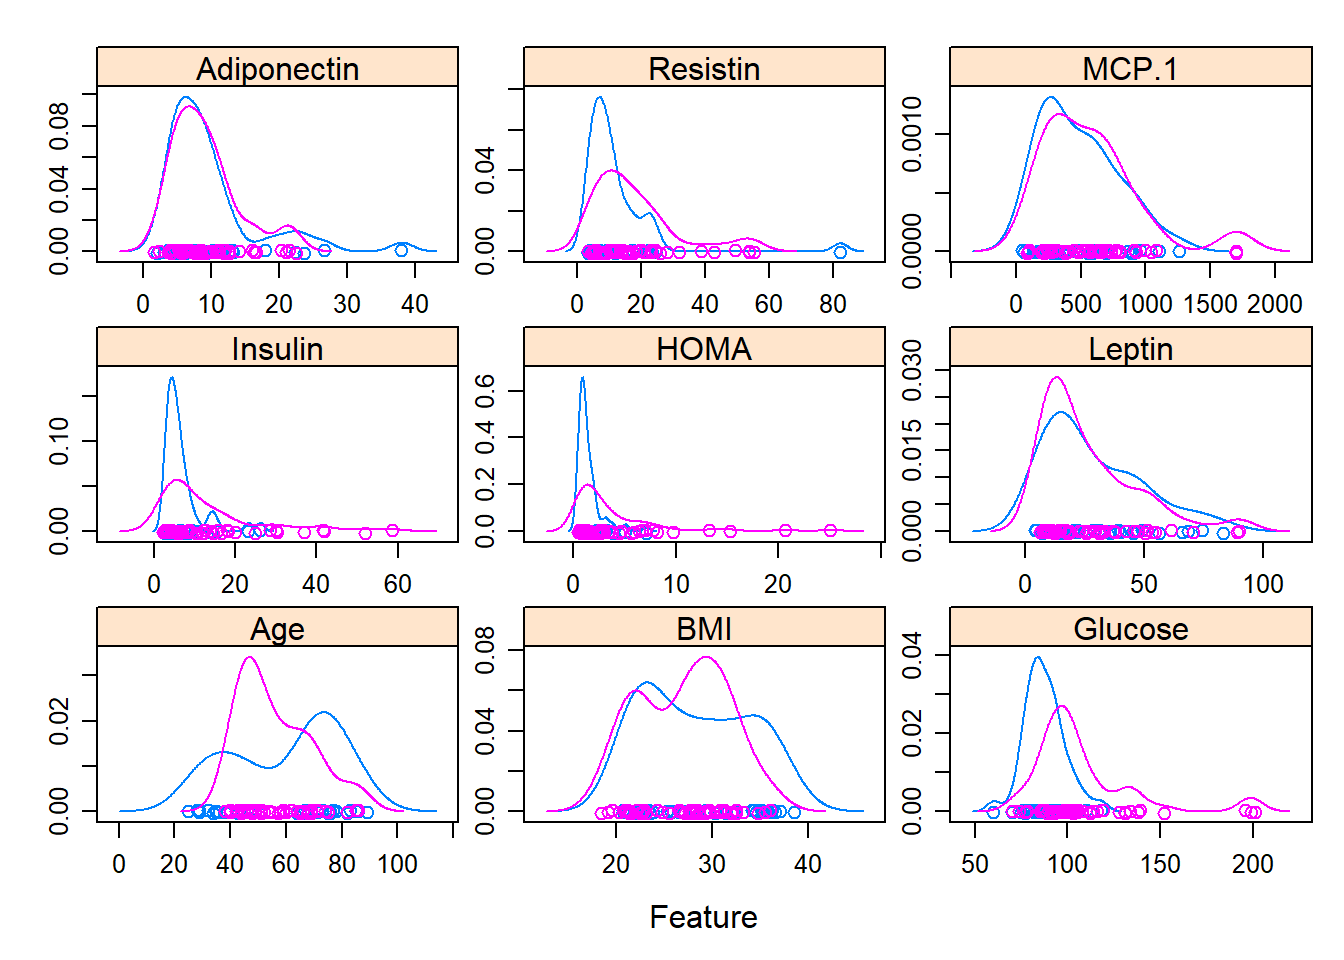 Adiponectin Resistin MCP.1
0.00 0.04 0.08
0 10 20 30 40
0.00 0.04
0 20 40 60 80
0.0000 0.0010
0 500 1000 1500 2000
Insulin HOMA Leptin
0.00 0.10
0 20 40 60
0.0 0.2 0.4 0.6
0 10 20
0.000 0.015 0.030
0 50 100
Age BMI Glucose
0.00 0.02
0 20 40 60 80 100
0.00 0.04 0.08
20 30 40
0.00 0.02 0.04
50 100 150 200
Feature